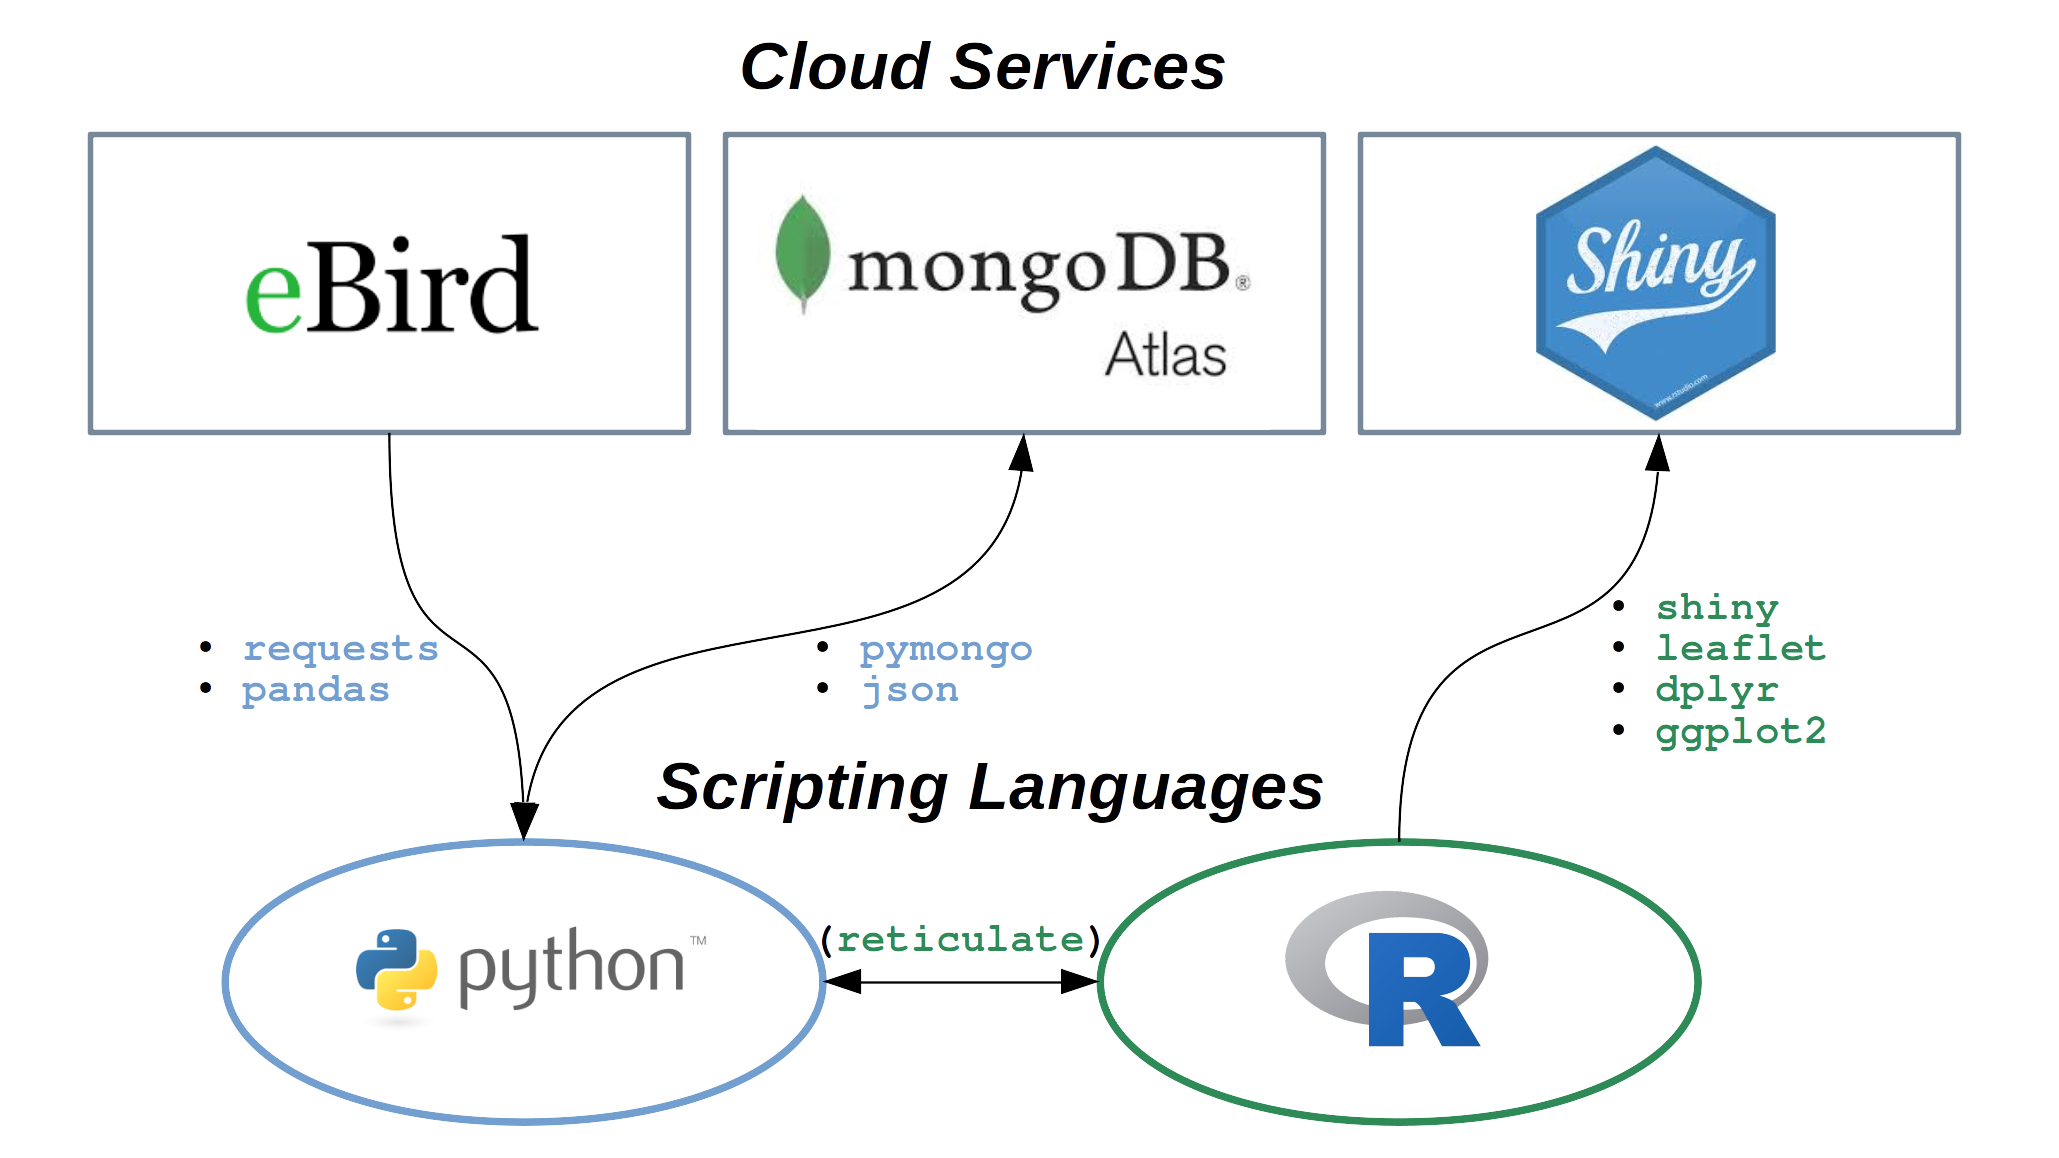 Cloud Services
eBird
mongoDB®
Atlas
Shiny
www.rstudio.com
• requests
• pandas
• pymongo
• json
• shiny
• leaflet
• dplyr
• ggplot2
Scripting Languages
python™
(reticulate)
R